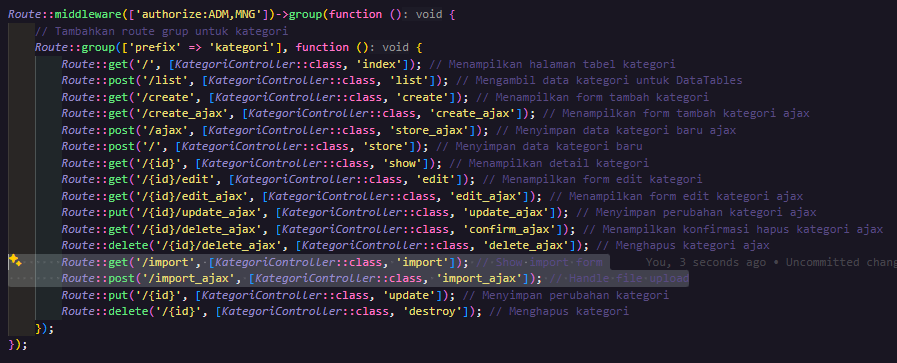 Route::middleware(['authorize:ADM,MNG'])->group(function (): void {
// Tambahkan route grup untuk kategori
Route::group(['prefix' => 'kategori'], function (): void {
Route::get('/', [KategoriController::class, 'index']); // Menampilkan halaman tabel kategori
Route::post('/list', [KategoriController::class, 'list']); // Mengambil data kategori untuk DataTables
Route::get('/create', [KategoriController::class, 'create']); // Menampilkan form tambah kategori
Route::get('/create_ajax', [KategoriController::class, 'create_ajax']); // Menampilkan form tambah kategori ajax
Route::post('/ajax', [KategoriController::class, 'store_ajax']); // Menyimpan data kategori baru ajax
Route::post('/', [KategoriController::class, 'store']); // Menyimpan data kategori baru
Route::get('/{id}', [KategoriController::class, 'show']); // Menampilkan detail kategori
Route::get('/{id}/edit', [KategoriController::class, 'edit']); // Menampilkan form edit kategori
Route::get('/{id}/edit_ajax', [KategoriController::class, 'edit_ajax']); // Menampilkan form edit kategori ajax
Route::put('/{id}/update_ajax', [KategoriController::class, 'update_ajax']); // Menyimpan perubahan kategori ajax
Route::get('/{id}/delete_ajax', [KategoriController::class, 'confirm_ajax']); // Menampilkan konfirmasi hapus kategori ajax
Route::delete('/{id}/delete_ajax', [KategoriController::class, 'delete_ajax']); // Menghapus kategori ajax
Route::get('/import', [KategoriController::class, 'import']); // Show import form You, 3 seconds ago • Uncommitted chang
Route::post('/import_ajax', [KategoriController::class, 'import_ajax']); // Handle file upload
Route::put('/{id}', [KategoriController::class, 'update']); // Menyimpan perubahan kategori
Route::delete('/{id}', [KategoriController::class, 'destroy']); // Menghapus kategori
});
});